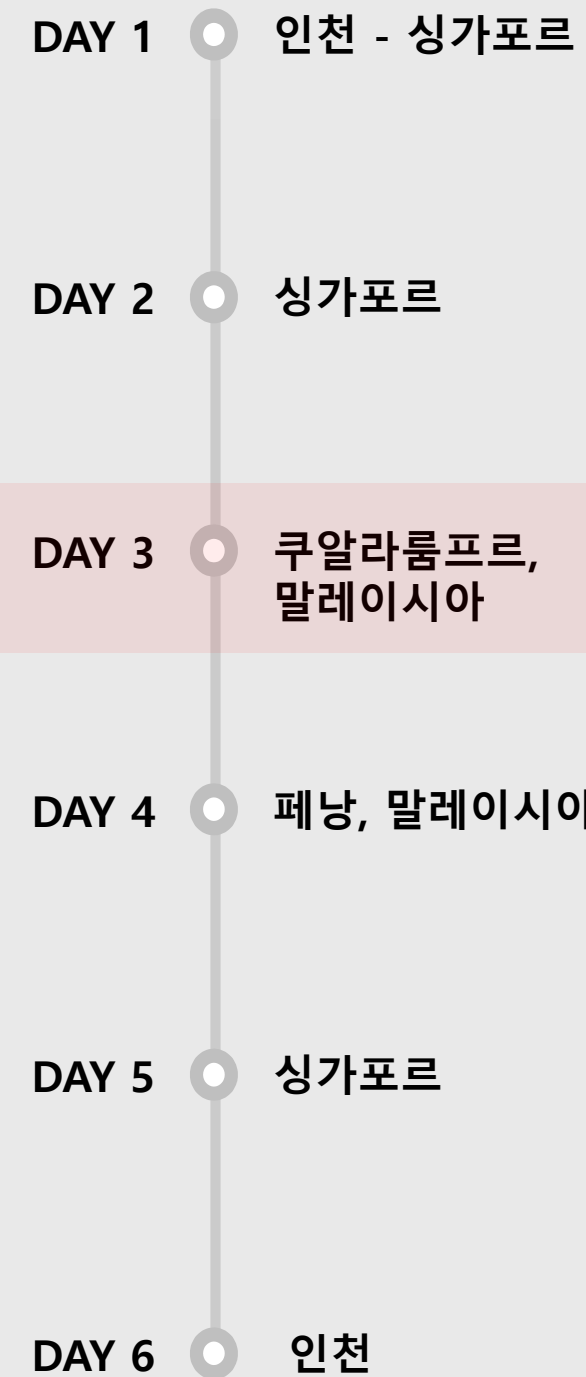 DAY 1 인천 - 싱가포르
DAY 2 싱가포르
DAY 3 쿠알라룸프르,
말레이시아
DAY 4 페낭, 말레이시아
DAY 5 싱가포르
DAY 6 인천